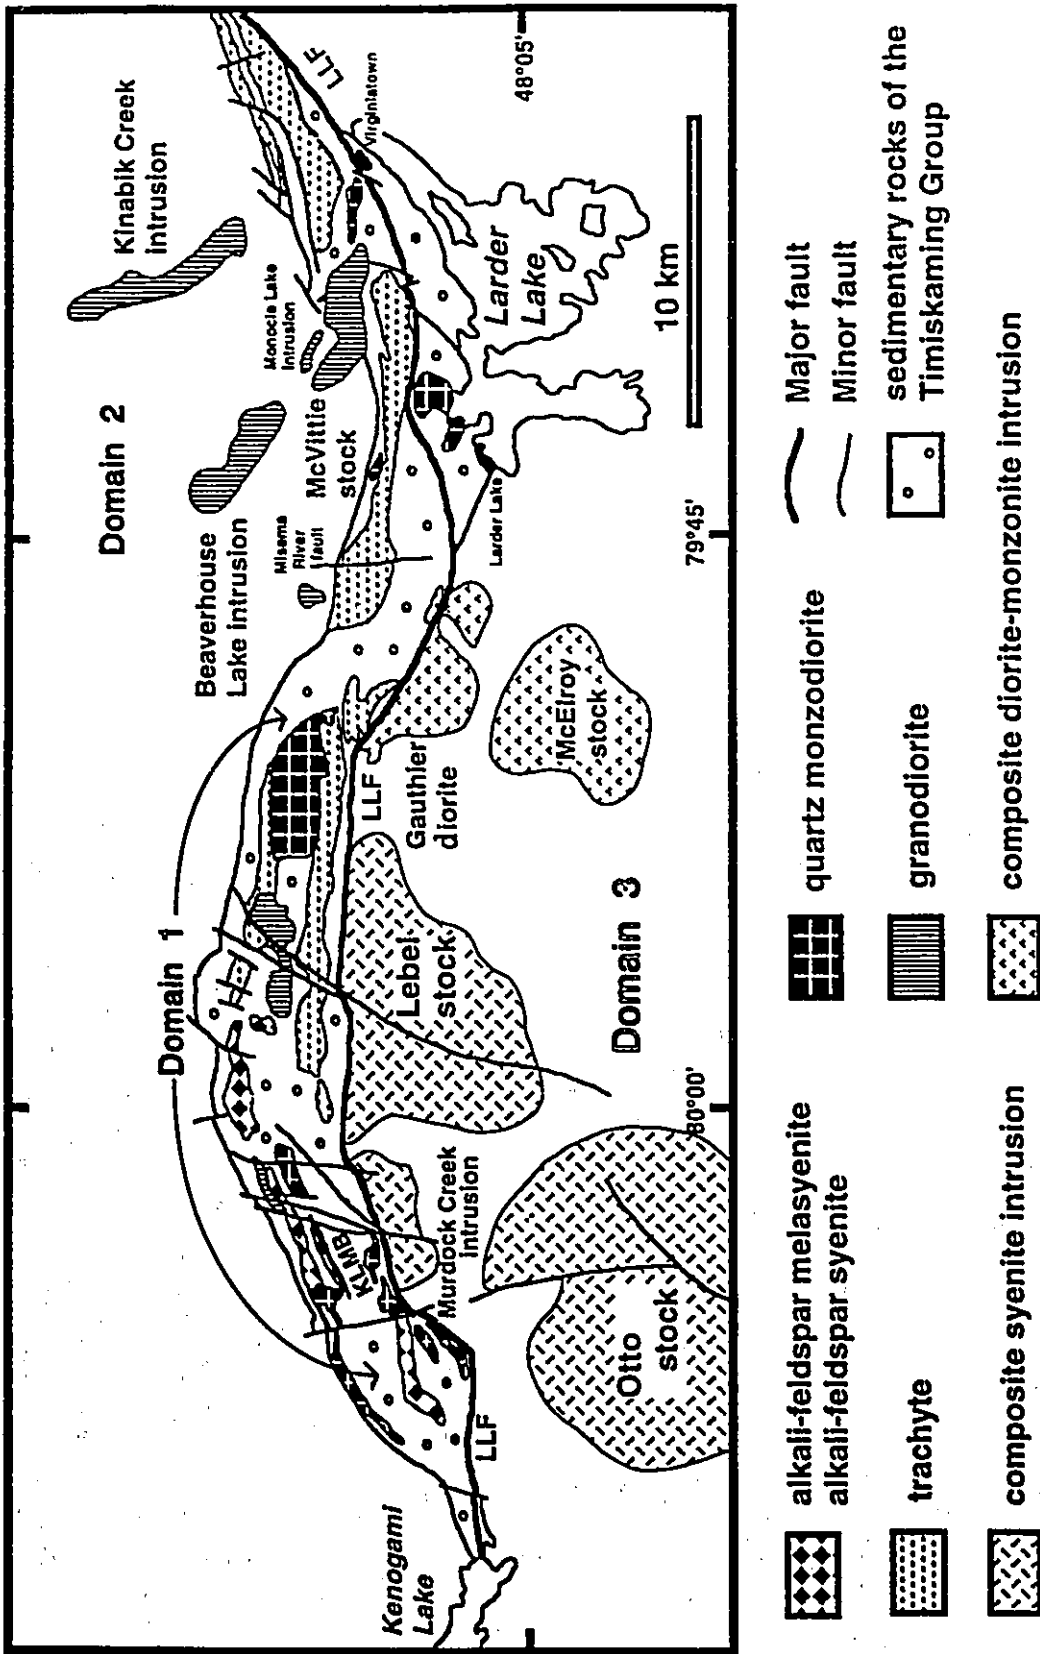 Domain 1
Domain 2
Domain 3
Kinabik Creek
intrusion
Beaverhouse
Lake intrusion
Monocle Lake
intrusion
McVittie
stock
Misema
River
fault
LLF
Virginiatown
48°05'
Larder
Lake
10 km
Larder Lake
79°45'
LLF
Gauthier
diorite
McElroy
stock
Lebel
stock
80°00'
KLMB
Murdock Creek
intrusion
Otto
stock
LLF
Kenogami
Lake
alkali-feldspar melasyenite
alkali-feldspar syenite
trachyte
composite syenite intrusion
quartz monzodiorite
granodiorite
composite diorite-monzonite intrusion
Major fault
Minor fault
sedimentary rocks of the
Timiskaming Group